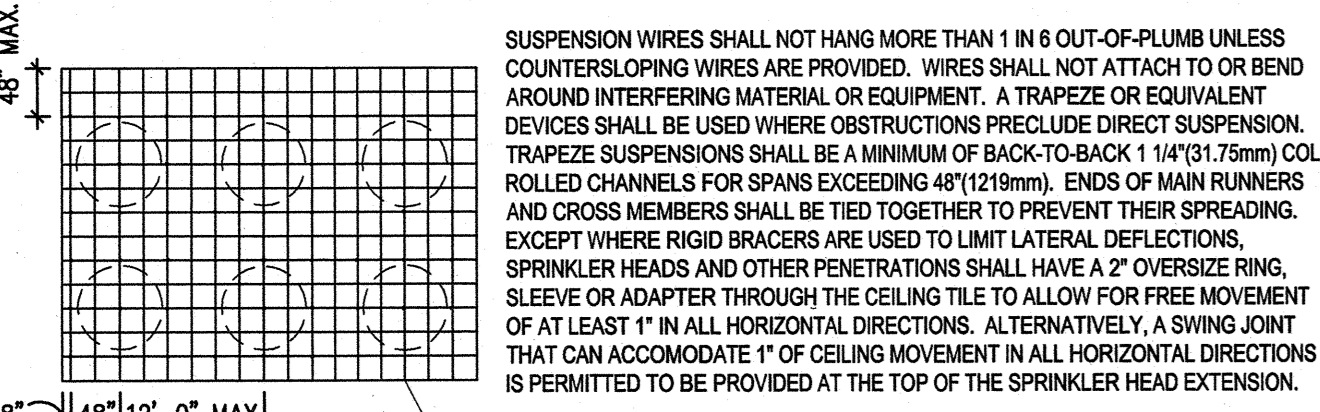 48" MAX.
SUSPENSION WIRES SHALL NOT HANG MORE THAN 1 IN 6 OUT-OF-PLUMB UNLESS
COUNTERSLOPING WIRES ARE PROVIDED. WIRES SHALL NOT ATTACH TO OR BEND
AROUND INTERFERING MATERIAL OR EQUIPMENT. A TRAPEZE OR EQUIVALENT
DEVICES SHALL BE USED WHERE OBSTRUCTIONS PRECLUDE DIRECT SUSPENSION.
TRAPEZE SUSPENSIONS SHALL BE A MINIMUM OF BACK-TO-BACK 1 1/4"(31.75mm) COL
ROLLED CHANNELS FOR SPANS EXCEEDING 48"(1219mm). ENDS OF MAIN RUNNERS
AND CROSS MEMBERS SHALL BE TIED TOGETHER TO PREVENT THEIR SPREADING.
EXCEPT WHERE RIGID BRACERS ARE USED TO LIMIT LATERAL DEFLECTIONS,
SPRINKLER HEADS AND OTHER PENETRATIONS SHALL HAVE A 2" OVERSIZE RING,
SLEEVE OR ADAPTER THROUGH THE CEILING TILE TO ALLOW FOR FREE MOVEMENT
OF AT LEAST 1" IN ALL HORIZONTAL DIRECTIONS. ALTERNATIVELY, A SWING JOINT
THAT CAN ACCOMODATE 1" OF CEILING MOVEMENT IN ALL HORIZONTAL DIRECTIONS
IS PERMITTED TO BE PROVIDED AT THE TOP OF THE SPRINKLER HEAD EXTENSION.
8" 48" 12'-0" MAX